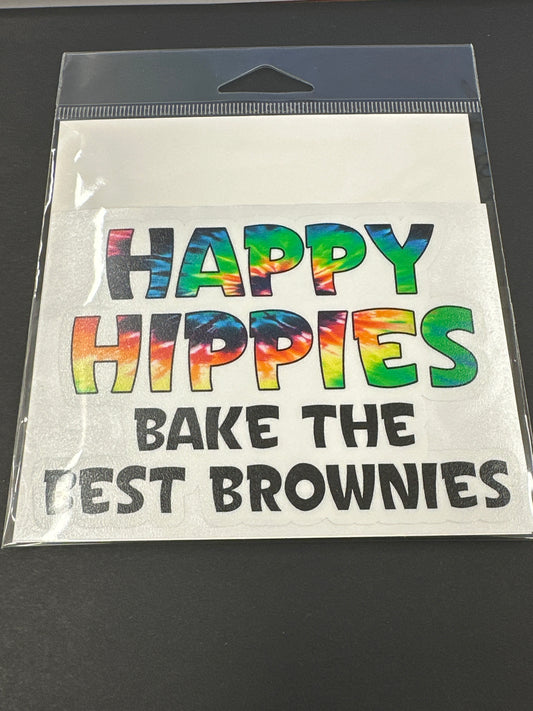 HAPPY
HIPPIES
BAKE THE
BEST BROWNIES